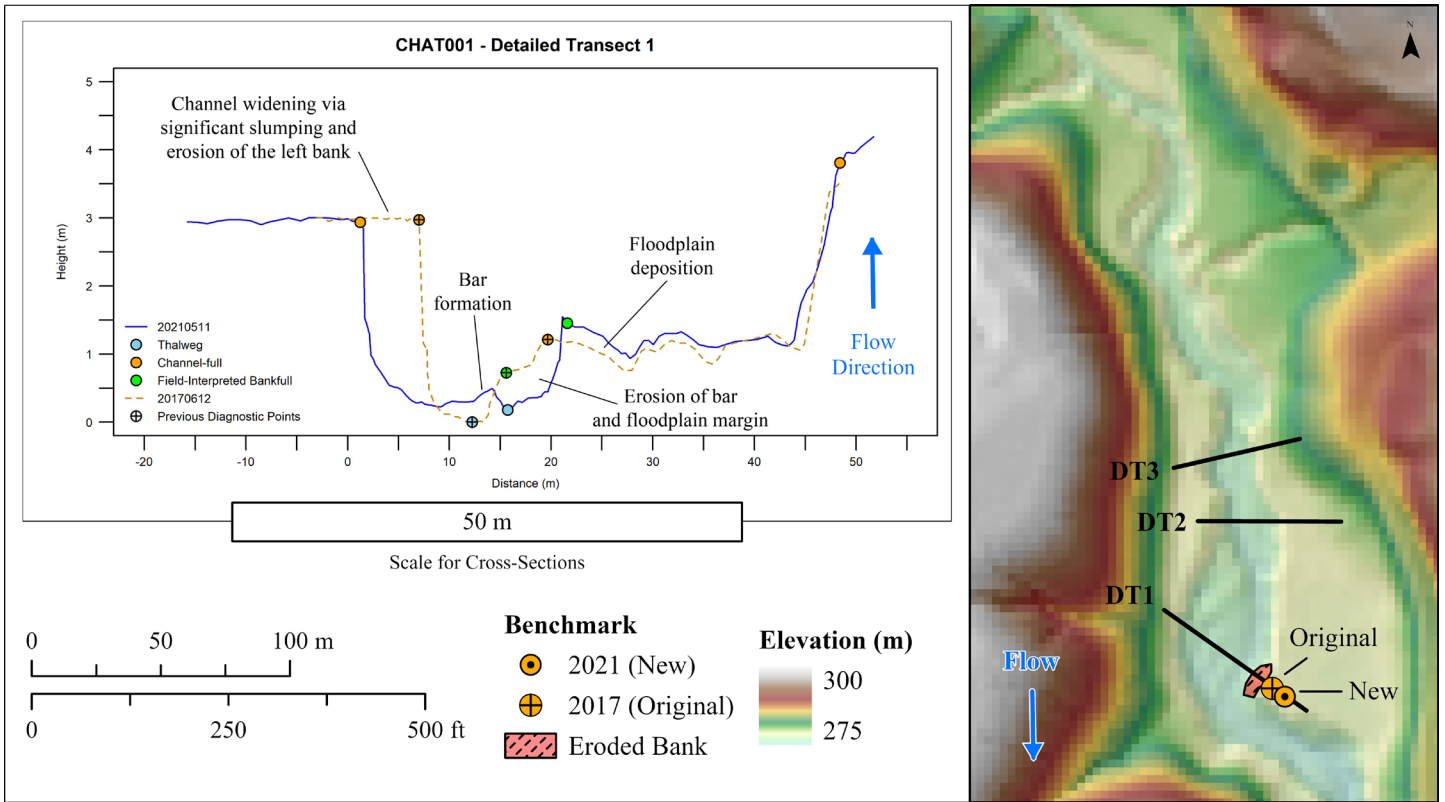 CHAT001 - Detailed Transect 1
Channel widening via
significant slumping and
erosion of the left bank
Bar
formation
Floodplain
deposition
Flow
Direction
Erosion of bar
and floodplain margin
Height (m)
5
4
3
2
1
0
20210511
Thalweg
Channel-full
Field-Interpreted Bankfull
20170612
Previous Diagnostic Points
-20
-10
0
10
20
30
40
50
Distance (m)
50 m
Scale for Cross-Sections
0
50
100 m
0
250
500 ft
Benchmark
2021 (New)
2017 (Original)
Eroded Bank
Elevation (m)
300
275
N
DT3
DT2
DT1
Original
New
Flow